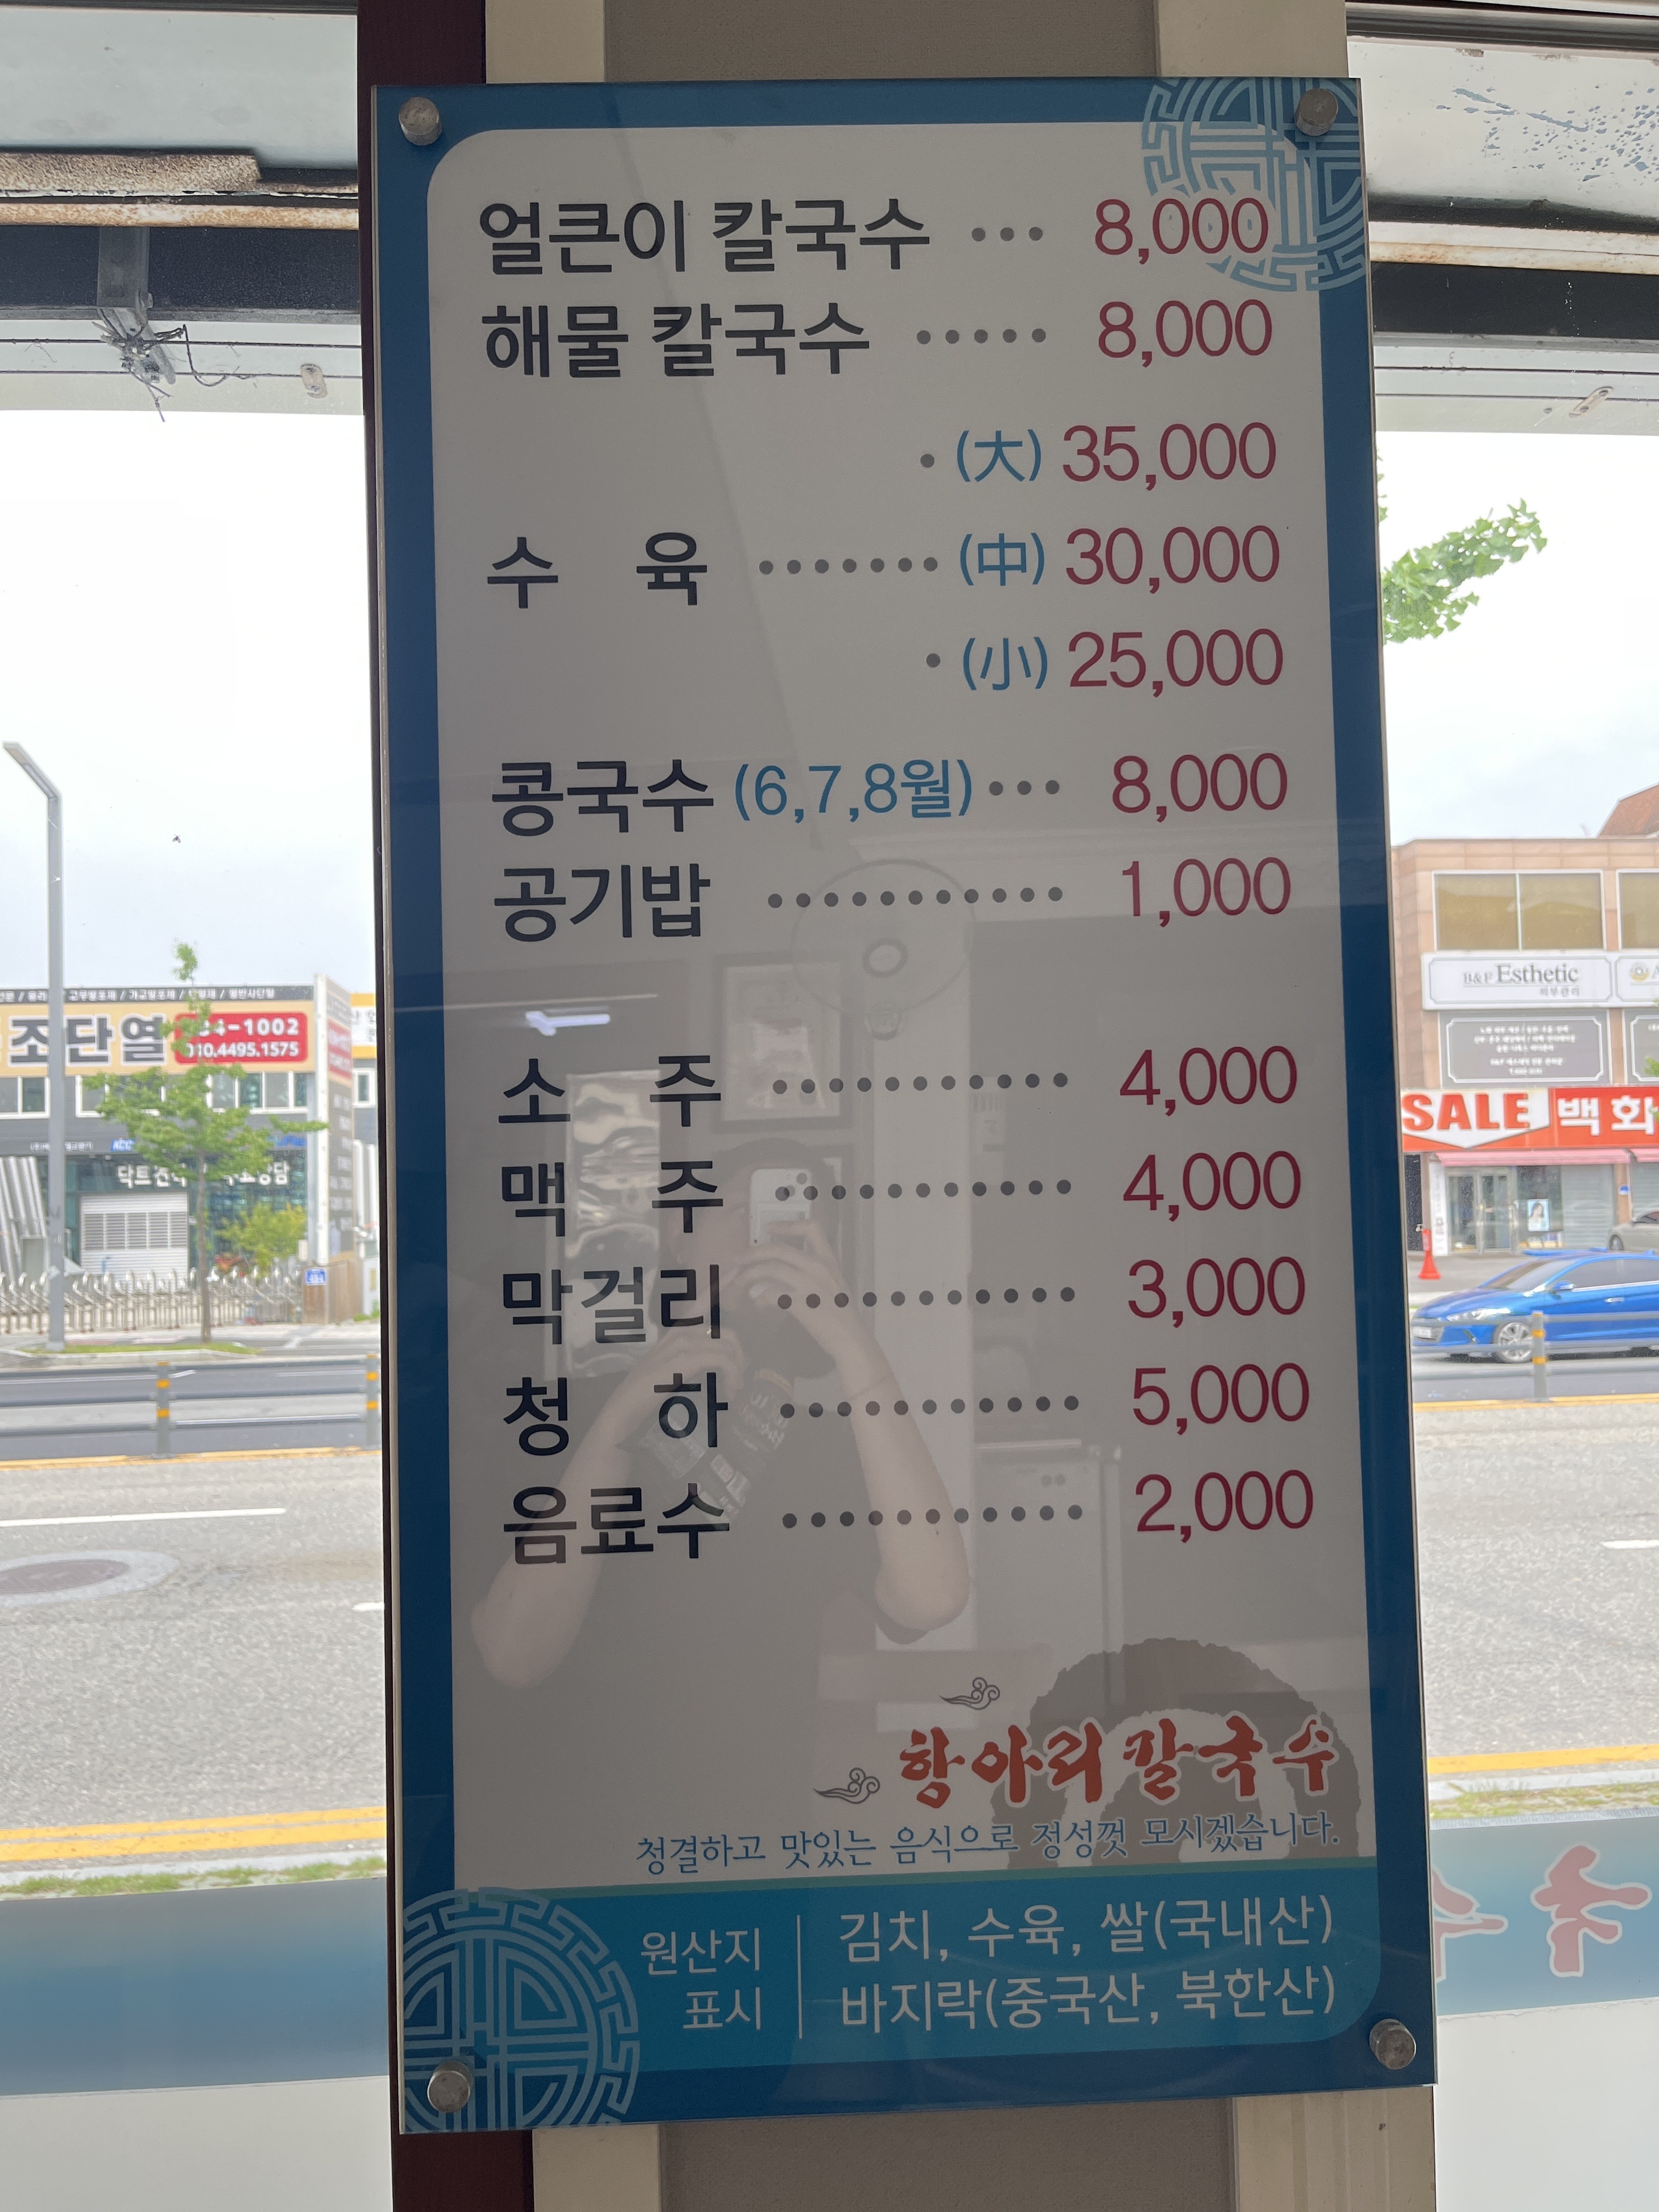 얼큰이 칼국수 ··· 8,000
해물 칼국수 ····· 8,000
· (大) 35,000
수 육 ······· (中) 30,000
· (小) 25,000
콩국수 (6,7,8월) ··· 8,000
공기밥 ··········· 1,000
소 주 ··········· 4,000
맥 주 ··········· 4,000
막걸리 ··········· 3,000
청 하 ··········· 5,000
음료수 ··········· 2,000
항아리 칼국수
청결하고 맛있는 음식으로 정성껏 모시겠습니다.
원산지 표시
김치, 수육, 쌀(국내산)
바지락(중국산, 북한산)
조단열
-1002
010.4495.1575
B&F Esthetic
피부관리
SALE 백화